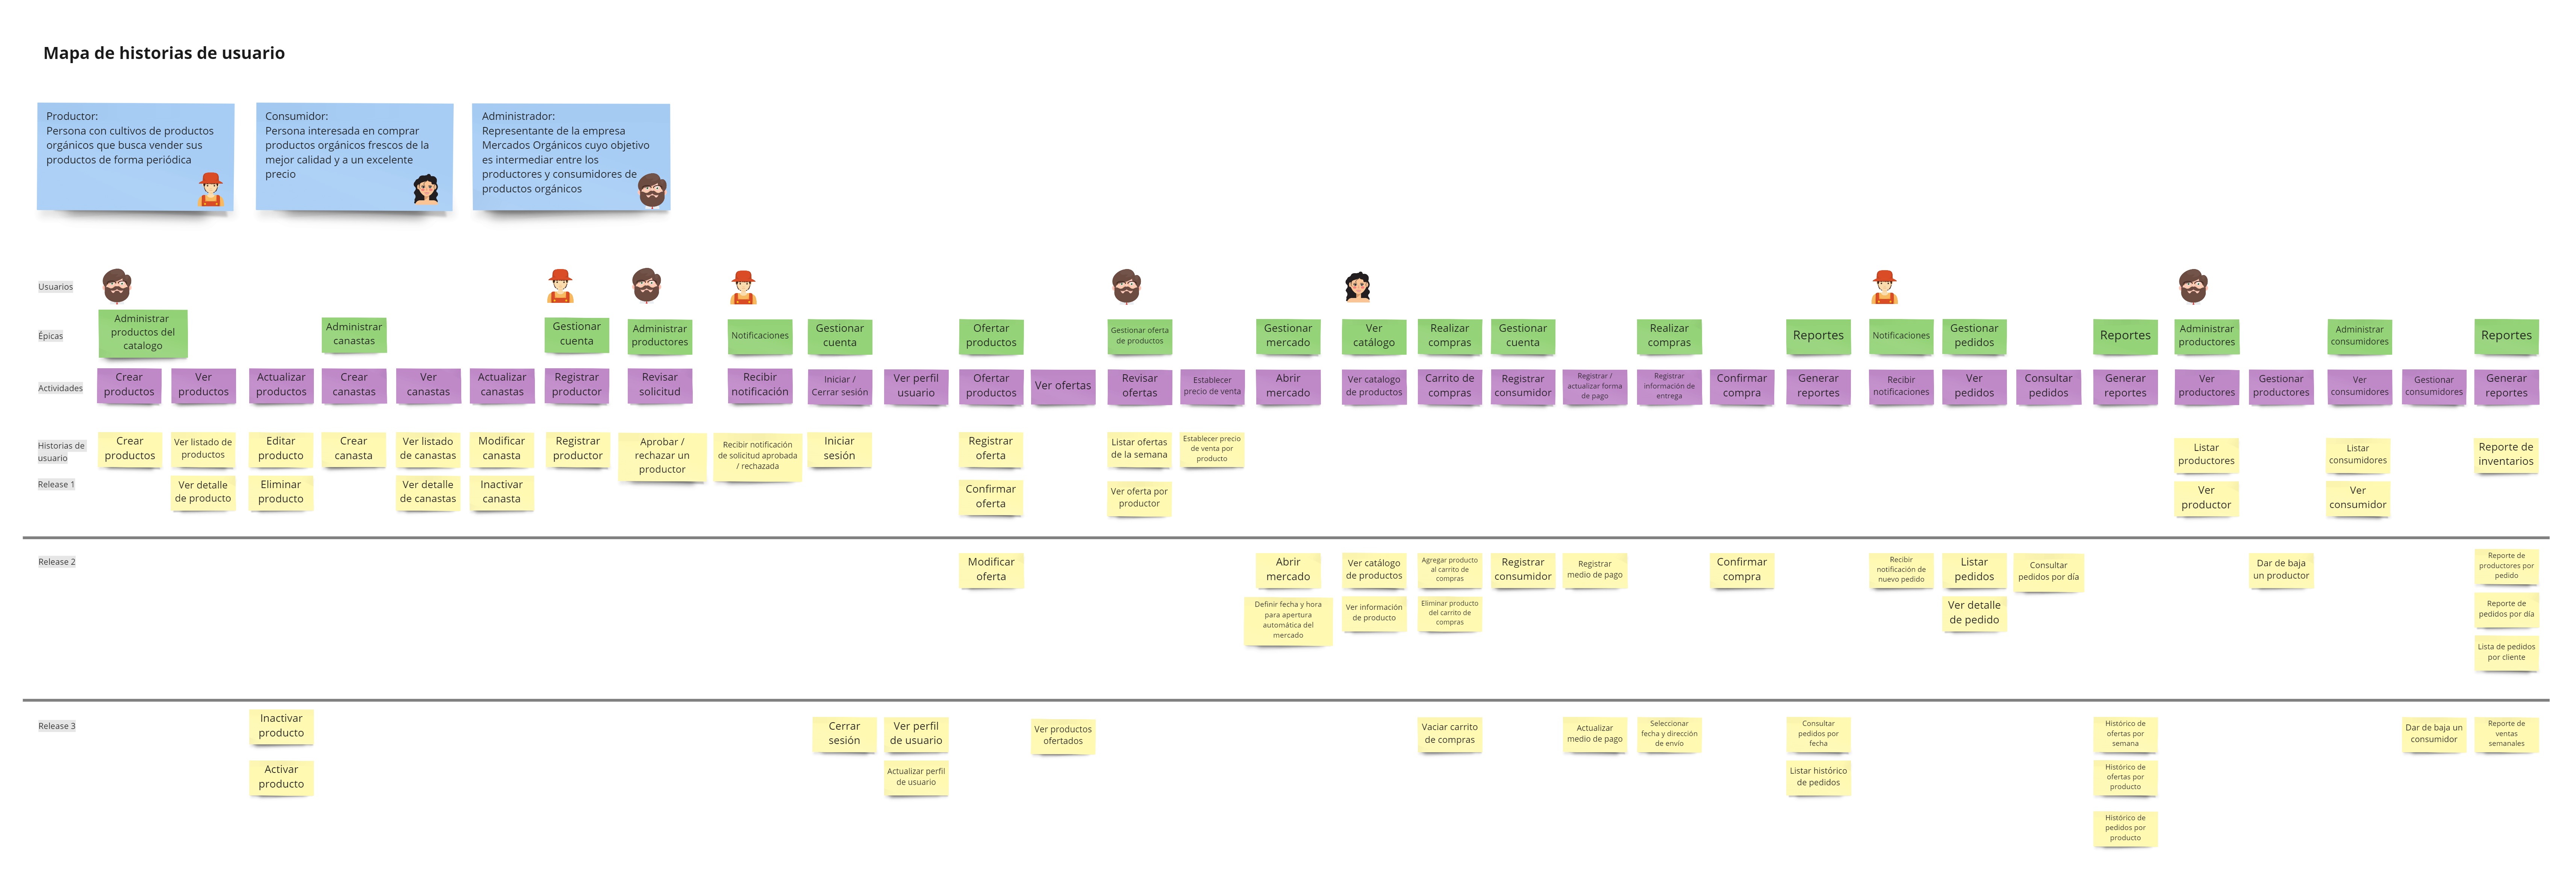 Mapa de historias de usuario
Productor:
Persona con cultivos de productos
orgánicos que busca vender sus
productos de forma periódica
Consumidor:
Persona interesada en comprar
productos orgánicos frescos de la
mejor calidad y a un excelente
precio
Administrador:
Representante de la empresa
Mercados Orgánicos cuyo objetivo
es intermediar entre los
productores y consumidores de
productos orgánicos
Usuarios
Épicas
Administrar
productos del
catalogo
Administrar
canastas
Gestionar
cuenta
Administrar
productores
Notificaciones
Gestionar
cuenta
Ofertar
productos
Gestionar oferta
de productos
Gestionar
mercado
Ver
catálogo
Realizar
compras
Gestionar
cuenta
Realizar
compras
Reportes
Notificaciones
Gestionar
pedidos
Reportes
Administrar
productores
Administrar
consumidores
Reportes
Actividades
Crear
productos
Ver
productos
Actualizar
productos
Crear
canastas
Ver
canastas
Actualizar
canastas
Registrar
productor
Revisar
solicitud
Recibir
notificación
Iniciar /
Cerrar sesión
Ver perfil
usuario
Ofertar
productos
Ver ofertas
Revisar
ofertas
Establecer
precio de venta
Abrir
mercado
Ver catalogo
de productos
Carrito de
compras
Registrar
consumidor
Registrar /
actualizar forma
de pago
Registrar
información de
entrega
Confirmar
compra
Generar
reportes
Recibir
notificaciones
Ver
pedidos
Consultar
pedidos
Generar
reportes
Ver
productores
Gestionar
productores
Ver
consumidores
Gestionar
consumidores
Generar
reportes
Historias de
usuario
Release 1
Crear
productos
Ver listado de
productos
Editar
producto
Crear
canasta
Ver listado
de canastas
Modificar
canasta
Registrar
productor
Aprobar /
rechazar un
productor
Recibir notificación
de solicitud aprobada
/ rechazada
Iniciar
sesión
Registrar
oferta
Listar ofertas
de la semana
Establecer precio
de venta por
producto
Listar
productores
Listar
consumidores
Reporte de
inventarios
Ver detalle
de producto
Eliminar
producto
Ver detalle
de canastas
Inactivar
canasta
Confirmar
oferta
Ver oferta por
productor
Ver
productor
Ver
consumidor
Release 2
Modificar
oferta
Abrir
mercado
Ver catálogo
de productos
Agregar producto
al carrito de
compras
Registrar
consumidor
Registrar
medio de pago
Confirmar
compra
Recibir
notificación de
nuevo pedido
Listar
pedidos
Consultar
pedidos por día
Dar de baja
un productor
Reporte de
productores por
pedido
Definir fecha y hora
para apertura
automática del
mercado
Ver información
de producto
Eliminar producto
del carrito de
compras
Ver detalle
de pedido
Reporte de
pedidos por día
Lista de pedidos
por cliente
Release 3
Inactivar
producto
Cerrar
sesión
Ver perfil
de usuario
Ver productos
ofertados
Vaciar carrito
de compras
Actualizar
medio de pago
Seleccionar
fecha y dirección
de envío
Consultar
pedidos por
fecha
Histórico de
ofertas por
semana
Dar de baja un
consumidor
Reporte de
ventas
semanales
Activar
producto
Actualizar perfil
de usuario
Listar histórico
de pedidos
Histórico de
ofertas por
producto
Histórico de
pedidos por
producto